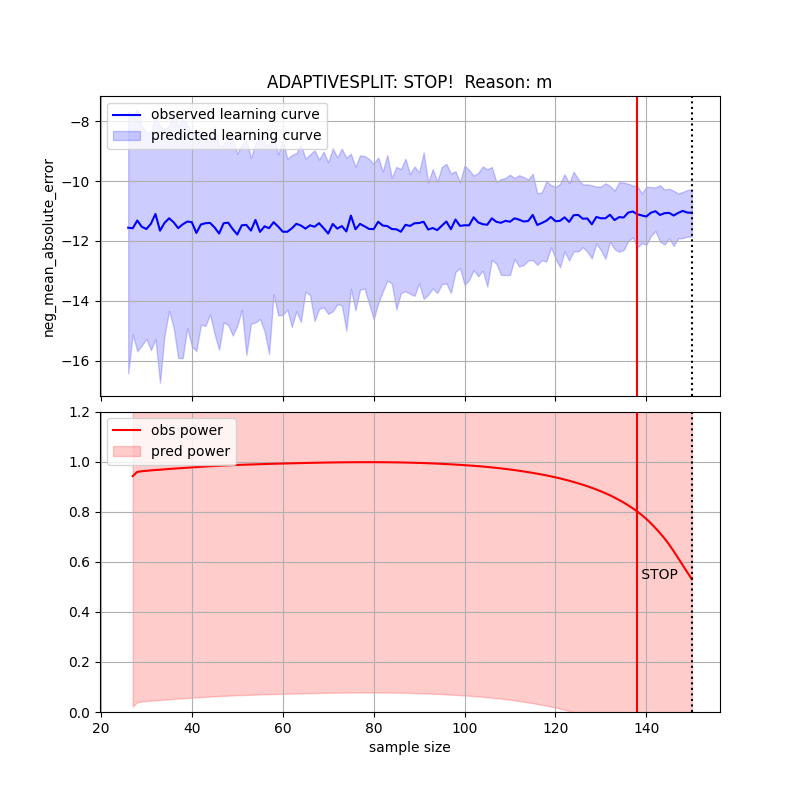 ADAPTIVESPLIT: STOP!  Reason: m
observed learning curve
predicted learning curve
neg_mean_absolute_error
−8
−10
−12
−14
−16
obs power
pred power
1.2
1.0
0.8
0.6
0.4
0.2
0.0
STOP
20 40 60 80 100 120 140
sample size